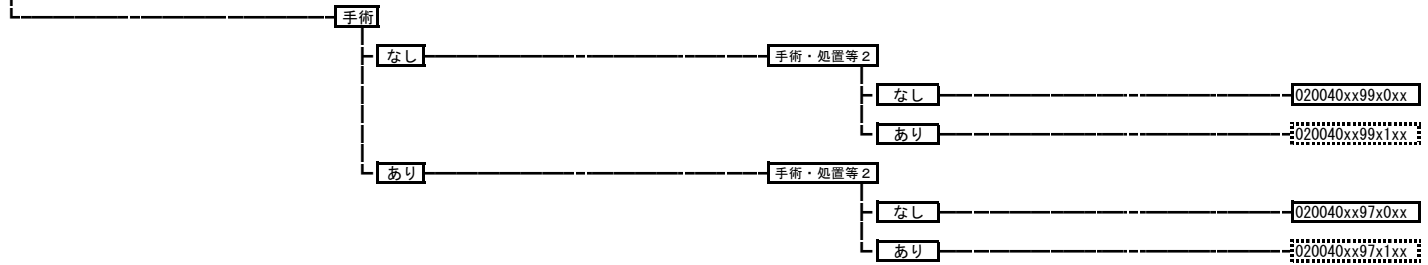 手術
なし 手術・処置等2
なし 020040xx99x0xx
あり 020040xx99x1xx
あり 手術・処置等2
なし 020040xx97x0xx
あり 020040xx97x1xx